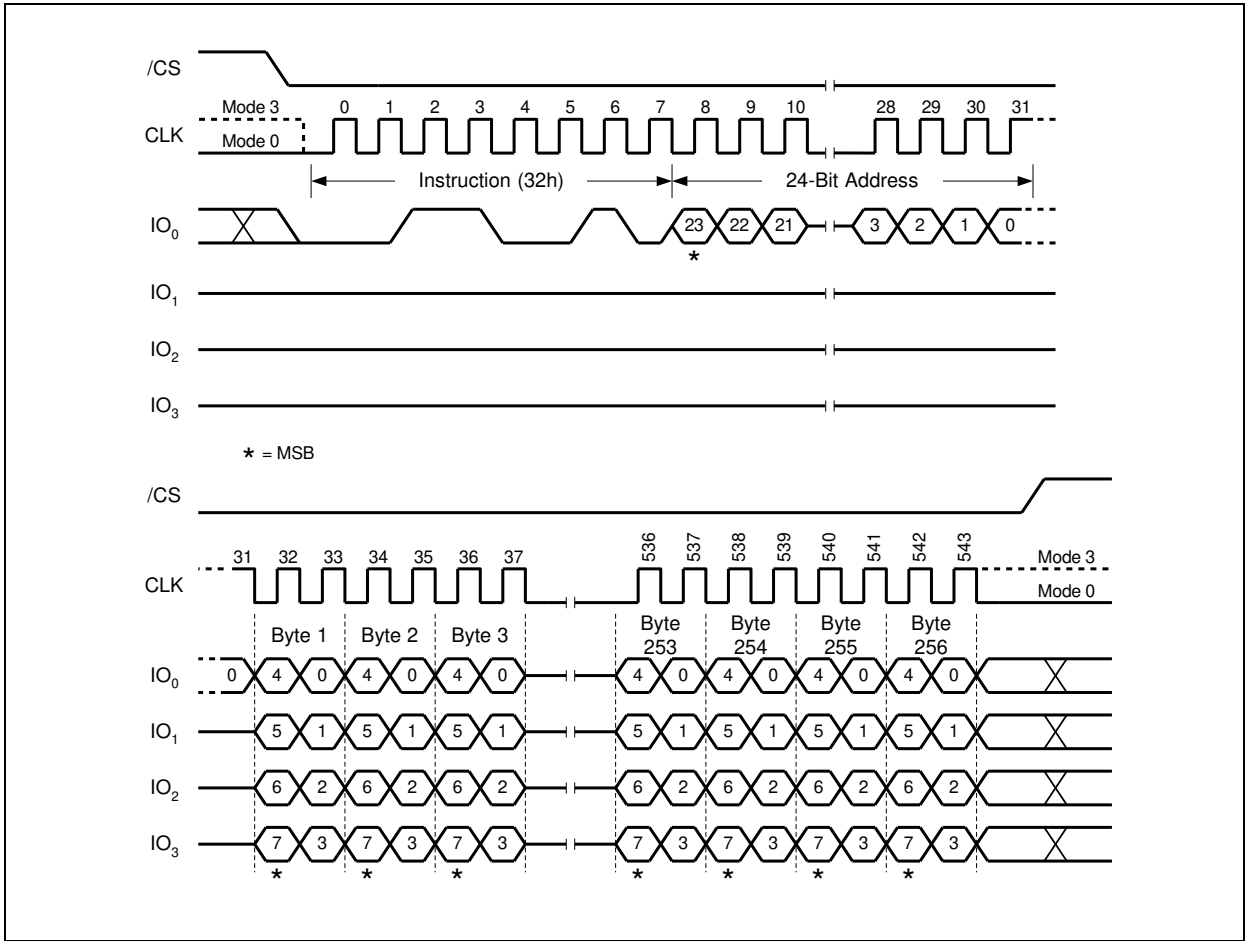 /CS
Mode 3 0 1 2 3 4 5 6 7 8 9 10 28 29 30 31
CLK
Mode 0
Instruction (32h) 24-Bit Address
IO0 23 22 21 3 2 1 0
*
IO1
IO2
IO3
* = MSB
/CS
31 32 33 34 35 36 37 536 537 538 539 540 541 542 543 Mode 3
CLK
Mode 0
Byte 1 Byte 2 Byte 3 Byte 253 Byte 254 Byte 255 Byte 256
IO0 0 4 0 4 0 4 0 4 0 4 0 4 0 4 0
IO1 5 1 5 1 5 1 5 1 5 1 5 1 5 1
IO2 6 2 6 2 6 2 6 2 6 2 6 2 6 2
IO3 7 3 7 3 7 3 7 3 7 3 7 3 7 3
* * * * * * *